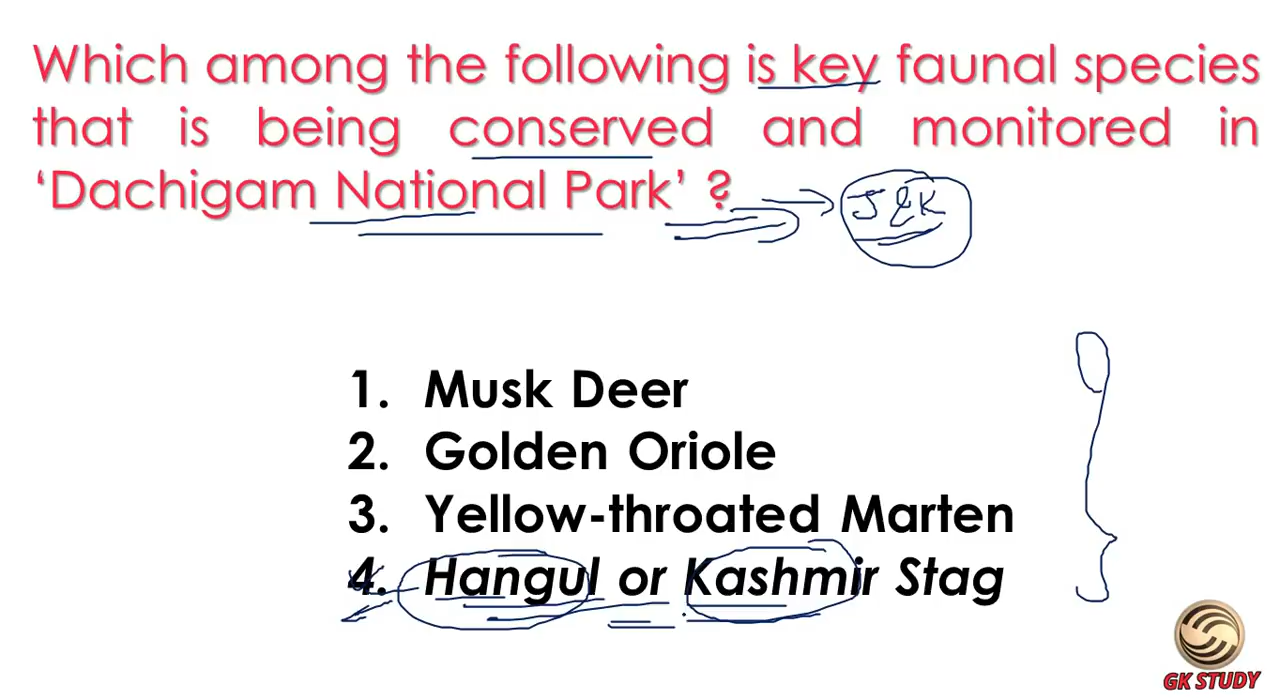 Which among the following is key faunal species
that is being conserved and monitored in
‘Dachigam National Park’ ?
J&K
1. Musk Deer
2. Golden Oriole
3. Yellow-throated Marten
4. Hangul or Kashmir Stag
GK STUDY